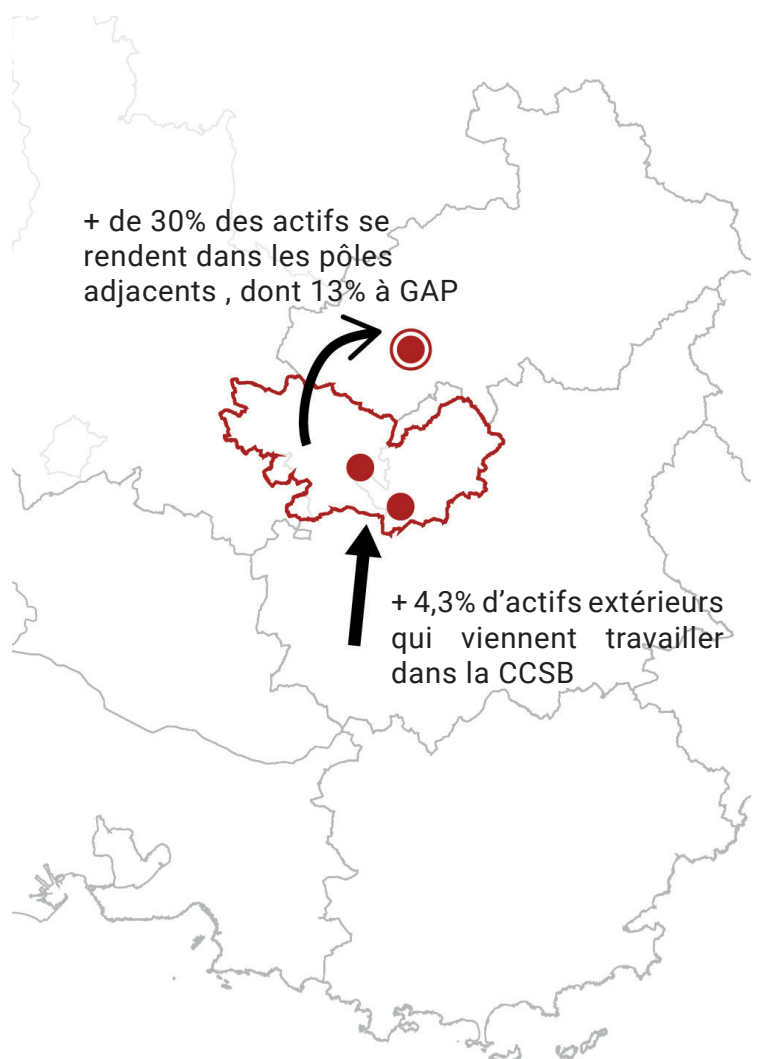 + de 30% des actifs se
rendent dans les pôles
adjacents , dont 13% à GAP
+ 4,3% d’actifs extérieurs
qui viennent travailler
dans la CCSB